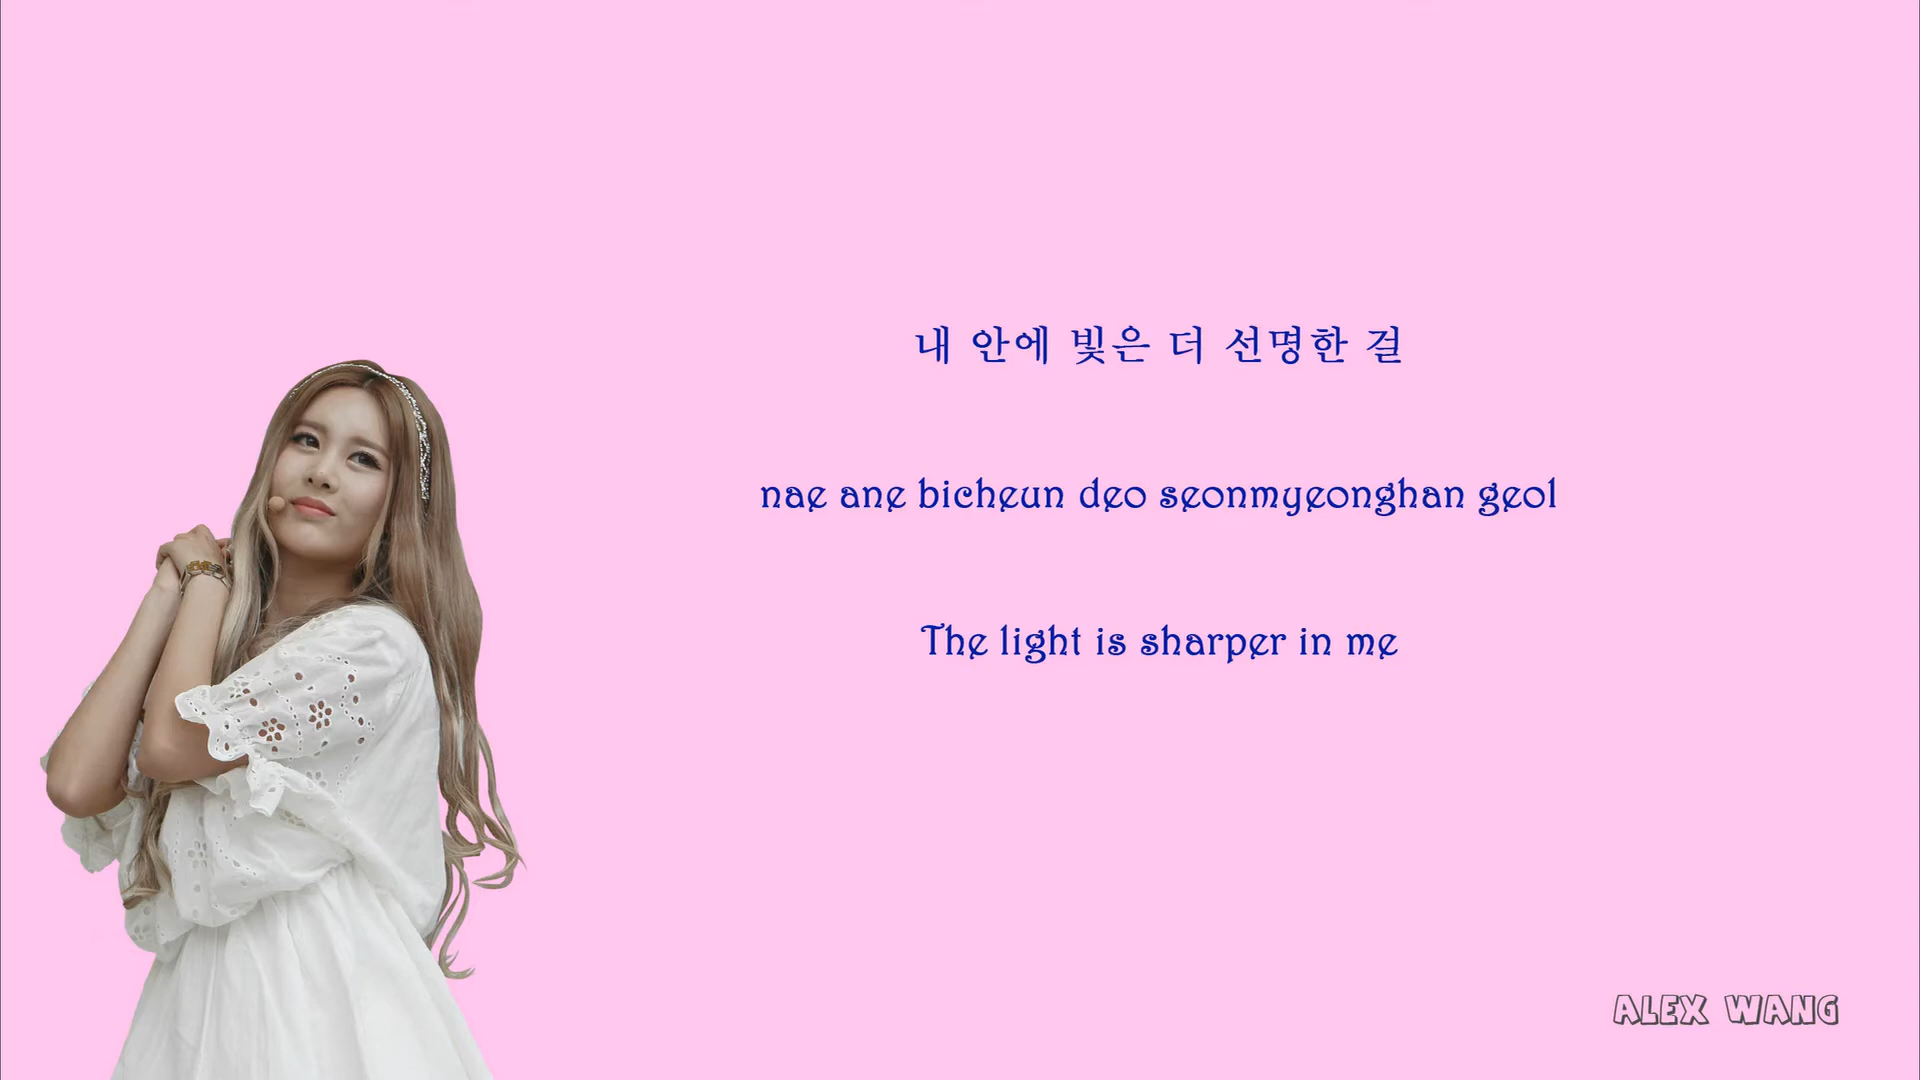 내 안에 빛은 더 선명한 걸
nae ane bicheun deo seonmyeonghan geol
The light is sharper in me
ALEX WANG